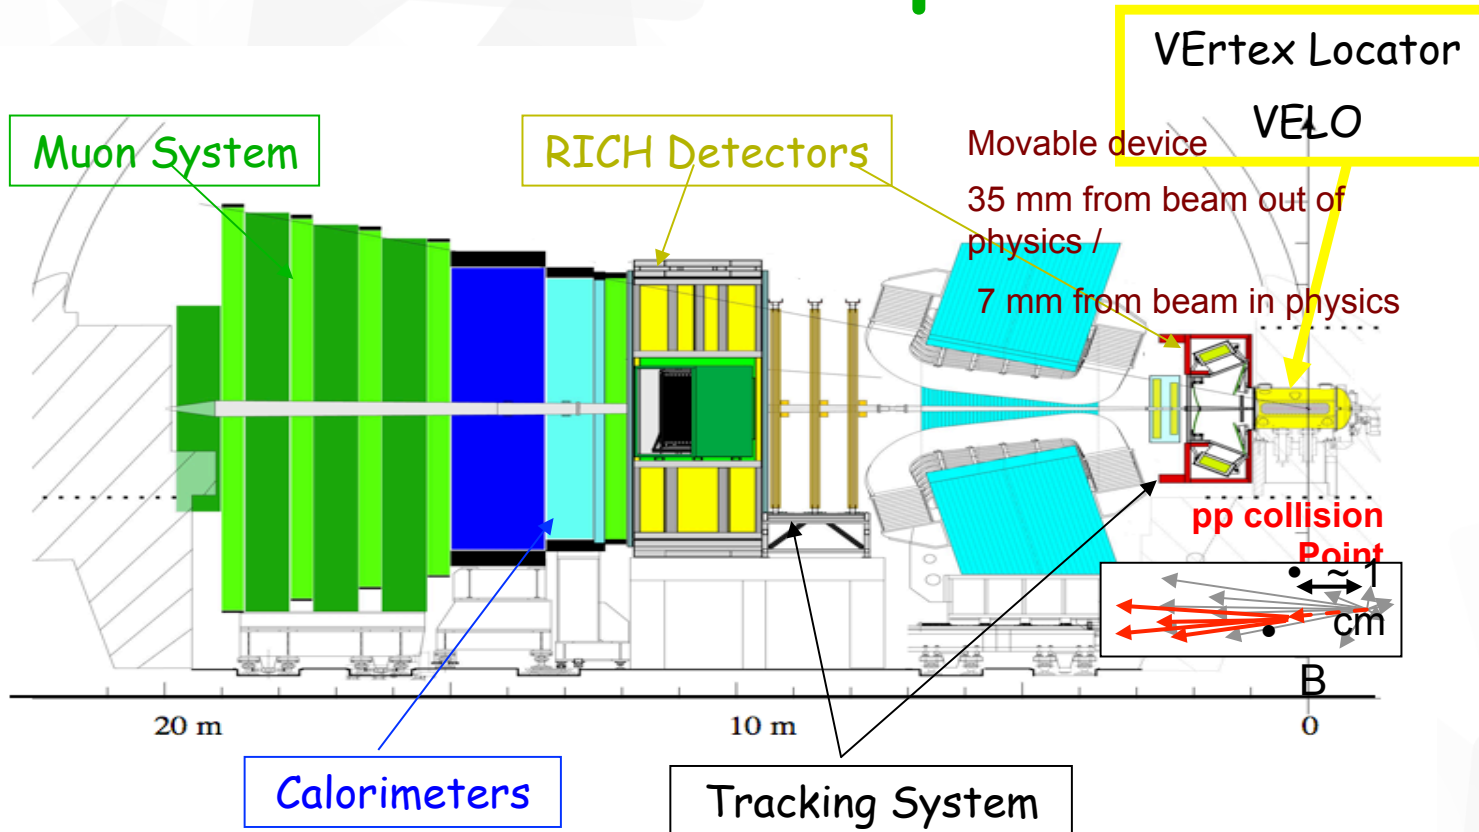 VErtex Locator
VELO
Muon System
RICH Detectors
Movable device
35 mm from beam out of
physics /
7 mm from beam in physics
pp collision
Point
~ 1
cm
B
20 m
10 m
0
Calorimeters
Tracking System